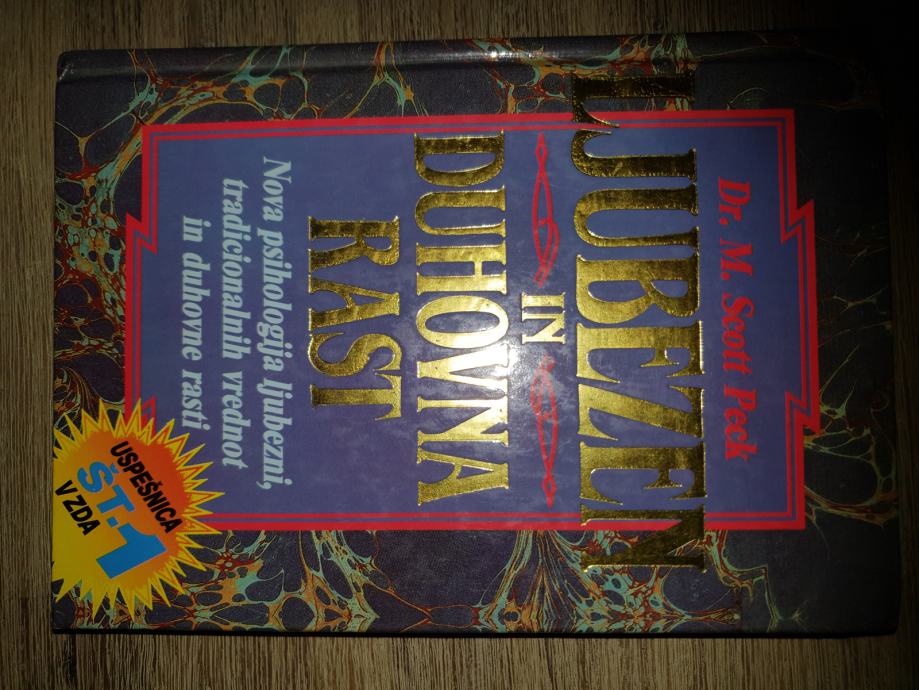 Dr. M. Scott Peck
LJUBEZEN
IN
DUHOVNA
RAST
Nova psihologija ljubezni,
tradicionalnih vrednot
in duhovne rasti
USPEŠNICA
ŠT. 1
V ZDA